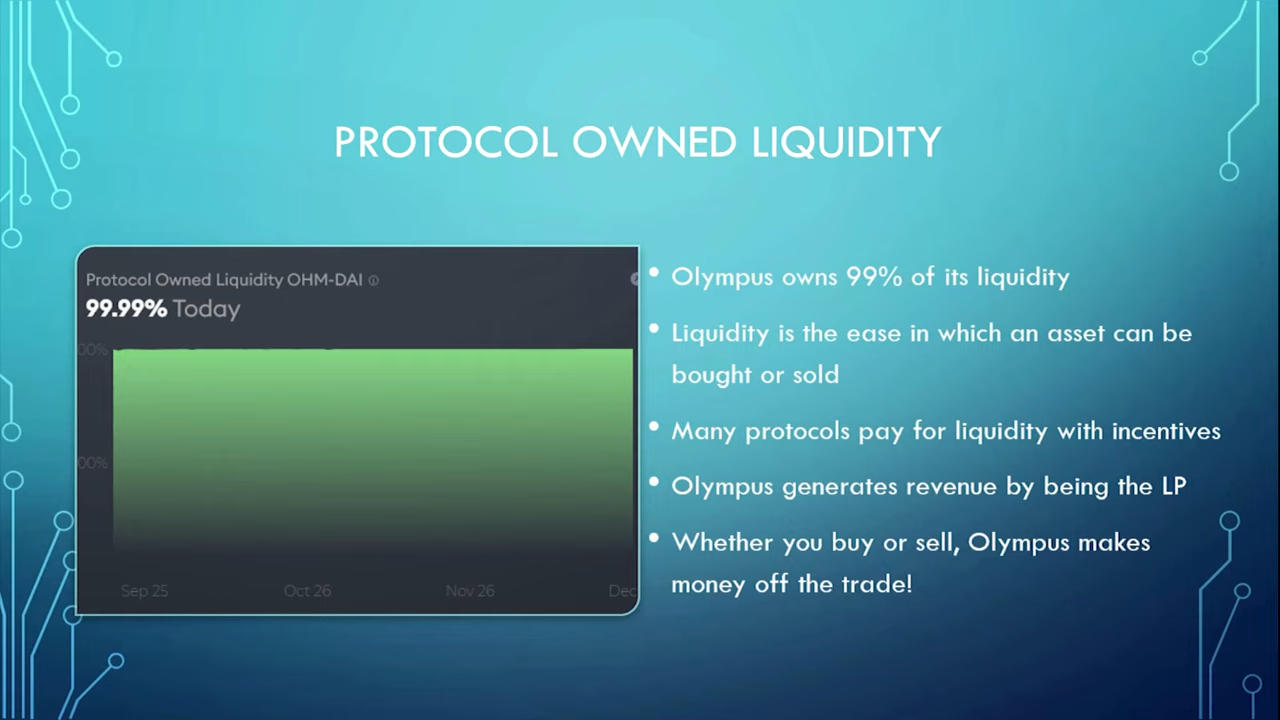 PROTOCOL OWNED LIQUIDITY
Protocol Owned Liquidity OHM-DAI
99.99% Today
00%
00%
Sep 25
Oct 26
Nov 26
Dec
• Olympus owns 99% of its liquidity
• Liquidity is the ease in which an asset can be
bought or sold
• Many protocols pay for liquidity with incentives
• Olympus generates revenue by being the LP
• Whether you buy or sell, Olympus makes
money off the trade!